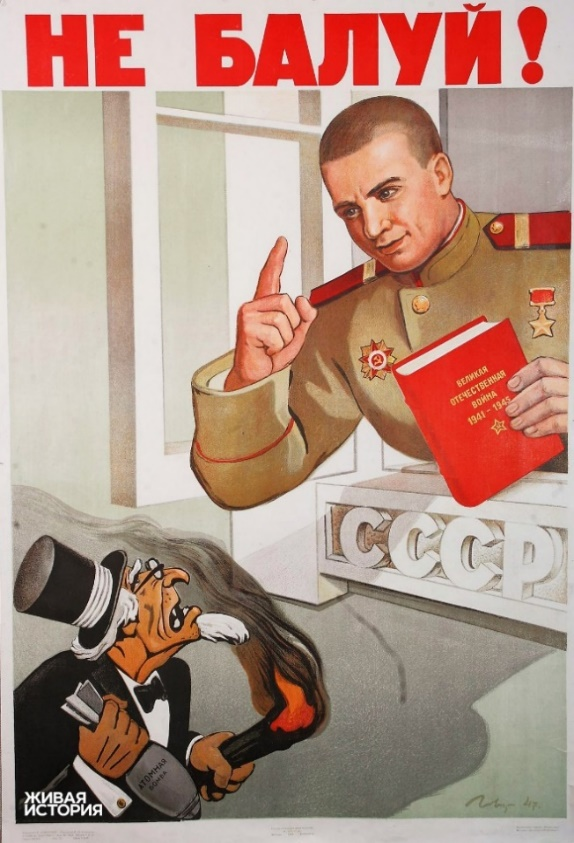 НЕ БАЛУЙ!
ВЕЛИКАЯ
ОТЕЧЕСТВЕННАЯ
ВОЙНА
1941-1945
СССР
АТОМНАЯ
БОМБА
ЖИВАЯ
ИСТОРИЯ